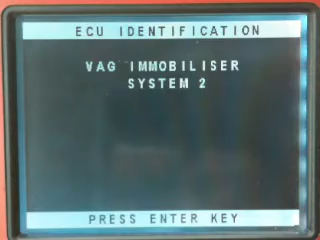 ECU IDENTIFICATION
VAG IMMOBILISER
SYSTEM 2
PRESS ENTER KEY